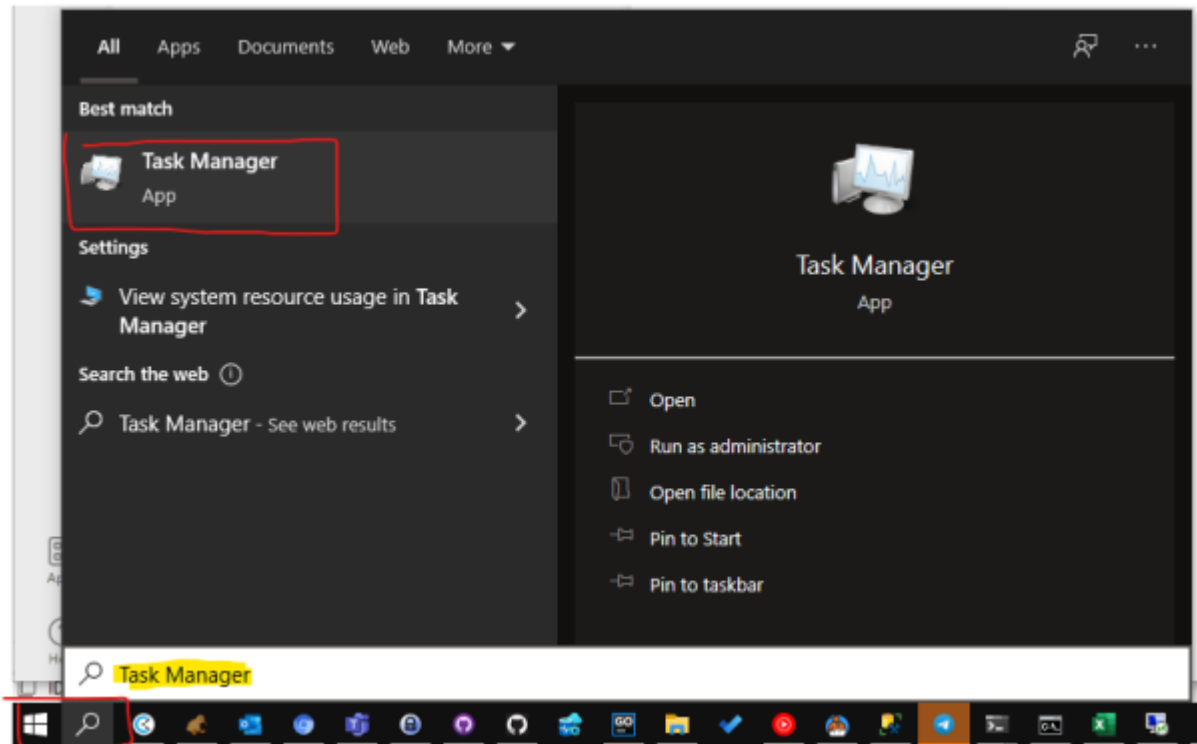 All Apps Documents Web More
Best match
Task Manager
App
Settings
View system resource usage in Task
Manager
Search the web
Task Manager - See web results
Task Manager
App
Open
Run as administrator
Open file location
Pin to Start
Pin to taskbar
Task Manager
GO